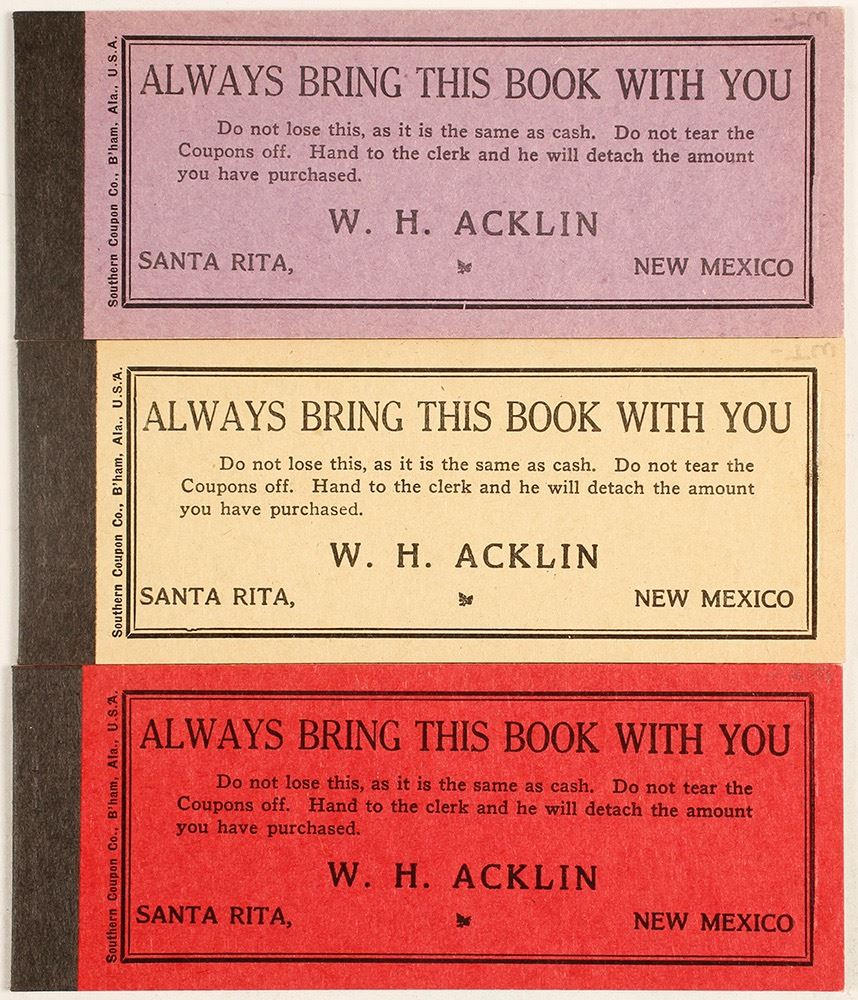 Southern Coupon Co., B'ham, Ala., U.S.A.
ALWAYS BRING THIS BOOK WITH YOU
Do not lose this, as it is the same as cash. Do not tear the
Coupons off. Hand to the clerk and he will detach the amount
you have purchased.
W. H. ACKLIN
SANTA RITA, NEW MEXICO
Southern Coupon Co., B'ham, Ala., U.S.A.
ALWAYS BRING THIS BOOK WITH YOU
Do not lose this, as it is the same as cash. Do not tear the
Coupons off. Hand to the clerk and he will detach the amount
you have purchased.
W. H. ACKLIN
SANTA RITA, NEW MEXICO
Southern Coupon Co., B'ham, Ala., U.S.A.
ALWAYS BRING THIS BOOK WITH YOU
Do not lose this, as it is the same as cash. Do not tear the
Coupons off. Hand to the clerk and he will detach the amount
you have purchased.
W. H. ACKLIN
SANTA RITA, NEW MEXICO